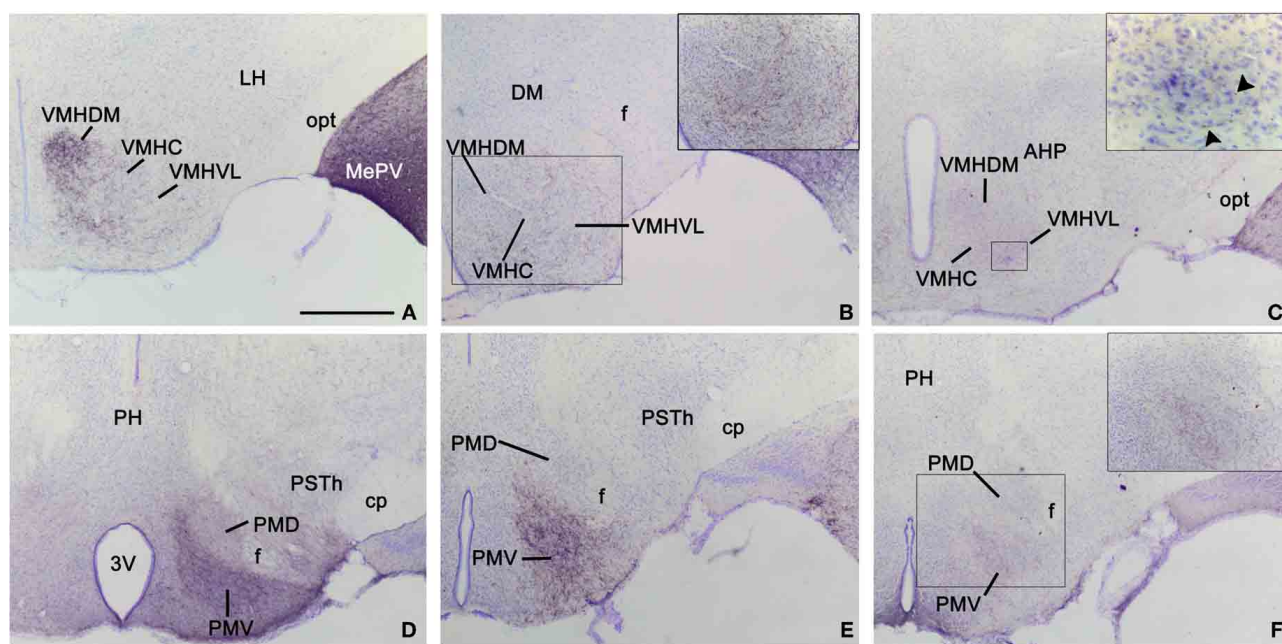 LH
VMHDM
opt
VMHC
VMHVL
MePV
A
DM
f
VMHDM
VMHVL
VMHC
B
VMHDM
AHP
opt
VMHVL
VMHC
C
PH
PSTh
cp
PMD
f
3V
PMV
D
PSTh
cp
PMD
f
PMV
E
PH
PMD
f
PMV
F